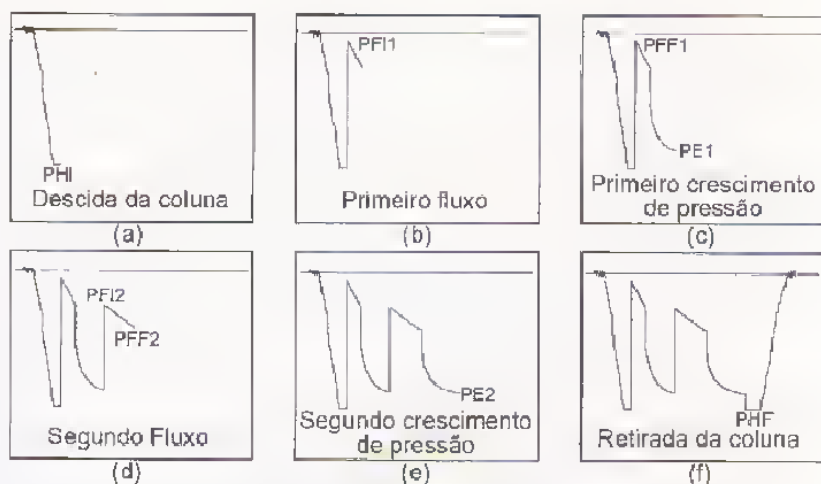 PHI
Descida da coluna
(a)
PFI1
Primeiro fluxo
(b)
PFF1
PE1
Primeiro crescimento
de pressão
(c)
PFI2
PFF2
Segundo Fluxo
(d)
PE2
Segundo crescimento
de pressão
(e)
PHF
Retirada da coluna
(f)